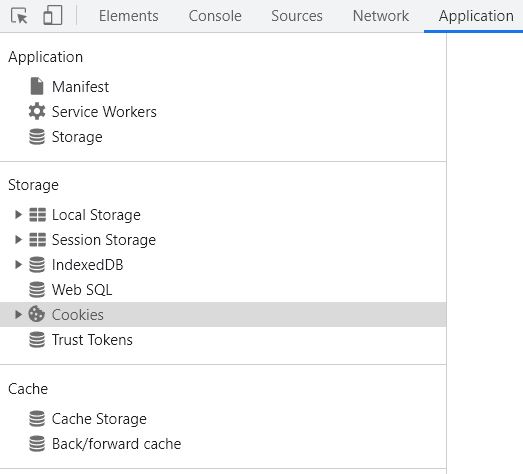 Elements Console Sources Network Application
Application
Manifest
Service Workers
Storage
Storage
Local Storage
Session Storage
IndexedDB
Web SQL
Cookies
Trust Tokens
Cache
Cache Storage
Back/forward cache